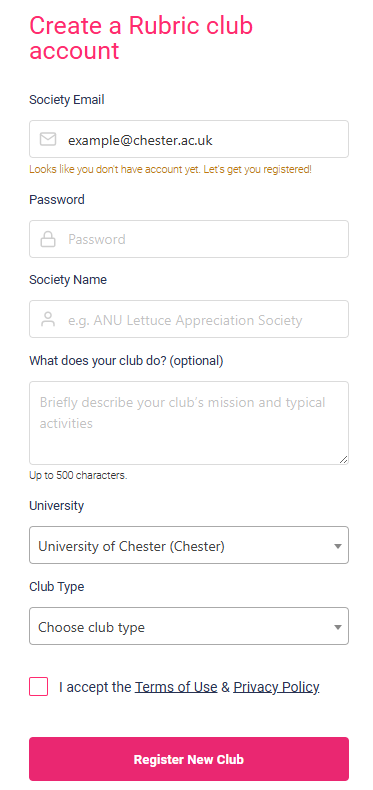 Create a Rubric club
account
Society Email
example@chester.ac.uk
Looks like you don't have account yet. Let's get you registered!
Password
Password
Society Name
e.g. ANU Lettuce Appreciation Society
What does your club do? (optional)
Briefly describe your club's mission and typical
activities
Up to 500 characters.
University
University of Chester (Chester)
Club Type
Choose club type
I accept the Terms of Use & Privacy Policy
Register New Club